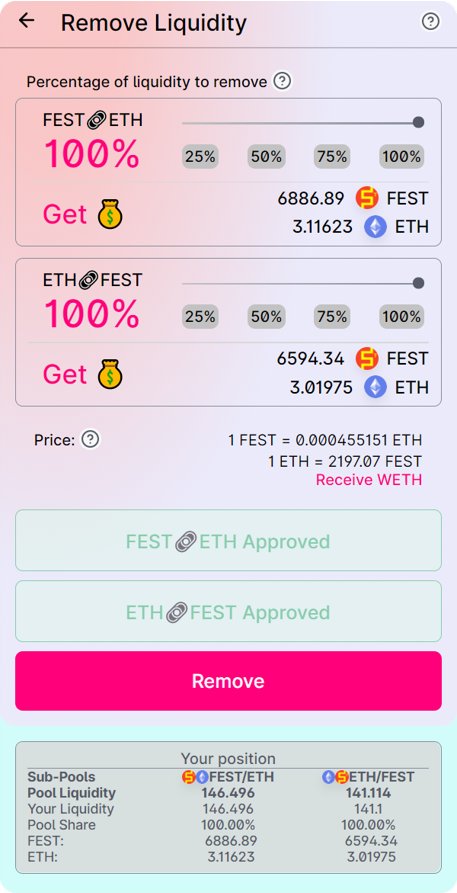 ← Remove Liquidity ?
Percentage of liquidity to remove ?
FEST🔗ETH
100%
25% 50% 75% 100%
Get 💰 6886.89 FEST
3.11623 ETH
ETH🔗FEST
100%
25% 50% 75% 100%
Get 💰 6594.34 FEST
3.01975 ETH
Price: ? 1 FEST = 0.000455151 ETH
1 ETH = 2197.07 FEST
Receive WETH
FEST🔗ETH Approved
ETH🔗FEST Approved
Remove
Your position
Sub-Pools FEST/ETH ETH/FEST
Pool Liquidity 146.496 141.114
Your Liquidity 146.496 141.1
Pool Share 100.00% 100.00%
FEST: 6886.89 6594.34
ETH: 3.11623 3.01975